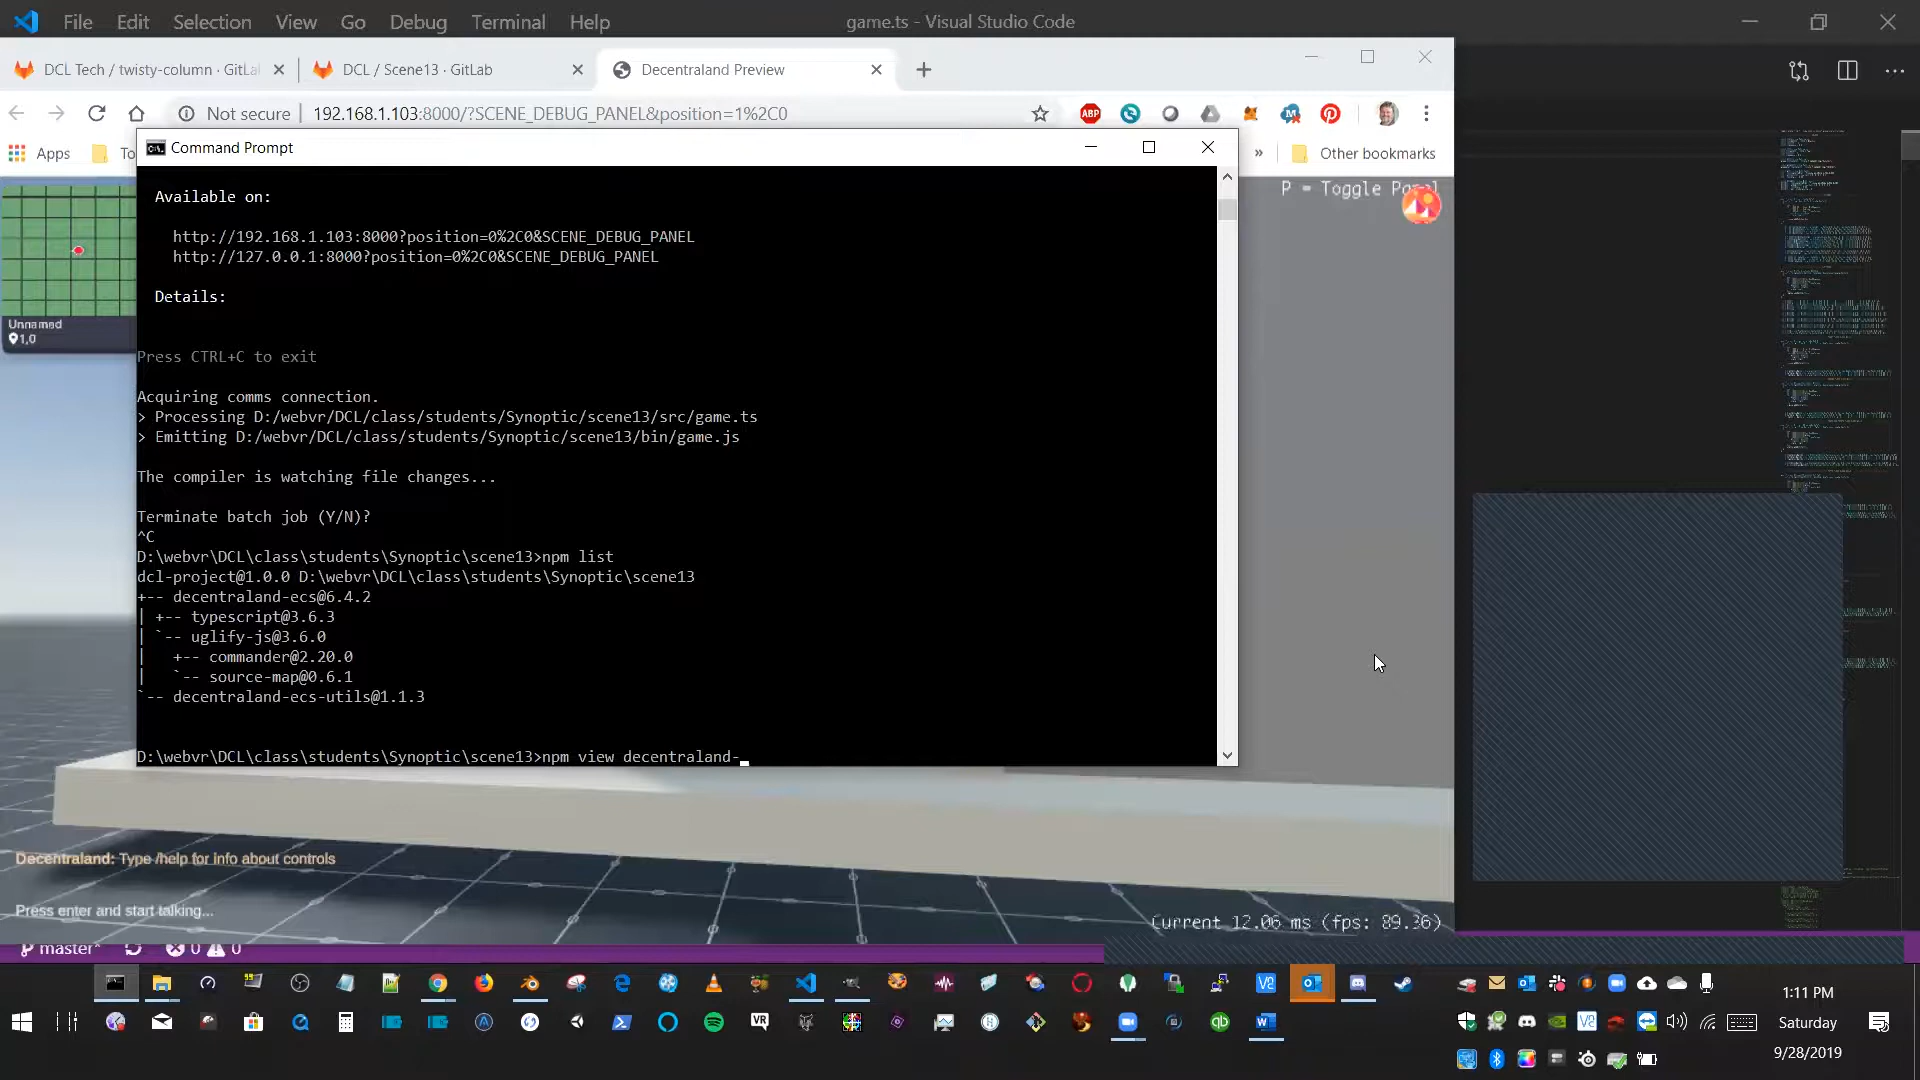 File Edit Selection View Go Debug Terminal Help
game.ts - Visual Studio Code
DCL Tech / twisty-column · GitLa
DCL / Scene13 · GitLab
Decentraland Preview
Not secure
192.168.1.103:8000/?SCENE_DEBUG_PANEL&position=1%2C0
ABP
Apps
To
»
Other bookmarks
Command Prompt
P = Toggle Panel
Available on:
http://192.168.1.103:8000?position=0%2C0&SCENE_DEBUG_PANEL
http://127.0.0.1:8000?position=0%2C0&SCENE_DEBUG_PANEL
Details:
Unnamed
1,0
Press CTRL+C to exit
Acquiring comms connection.
> Processing D:/webvr/DCL/class/students/Synoptic/scene13/src/game.ts
> Emitting D:/webvr/DCL/class/students/Synoptic/scene13/bin/game.js
The compiler is watching file changes...
Terminate batch job (Y/N)?
^C
D:\webvr\DCL\class\students\Synoptic\scene13>npm list
dcl-project@1.0.0 D:\webvr\DCL\class\students\Synoptic\scene13
+-- decentraland-ecs@6.4.2
| +-- typescript@3.6.3
| `-- uglify-js@3.6.0
|   +-- commander@2.20.0
|   `-- source-map@0.6.1
`-- decentraland-ecs-utils@1.1.3
D:\webvr\DCL\class\students\Synoptic\scene13>npm view decentraland-_
Decentraland: Type /help for info about controls
Press enter and start talking...
Current 12.06 ms (fps: 89.36)
master*
0
0
1:11 PM
Saturday
9/28/2019